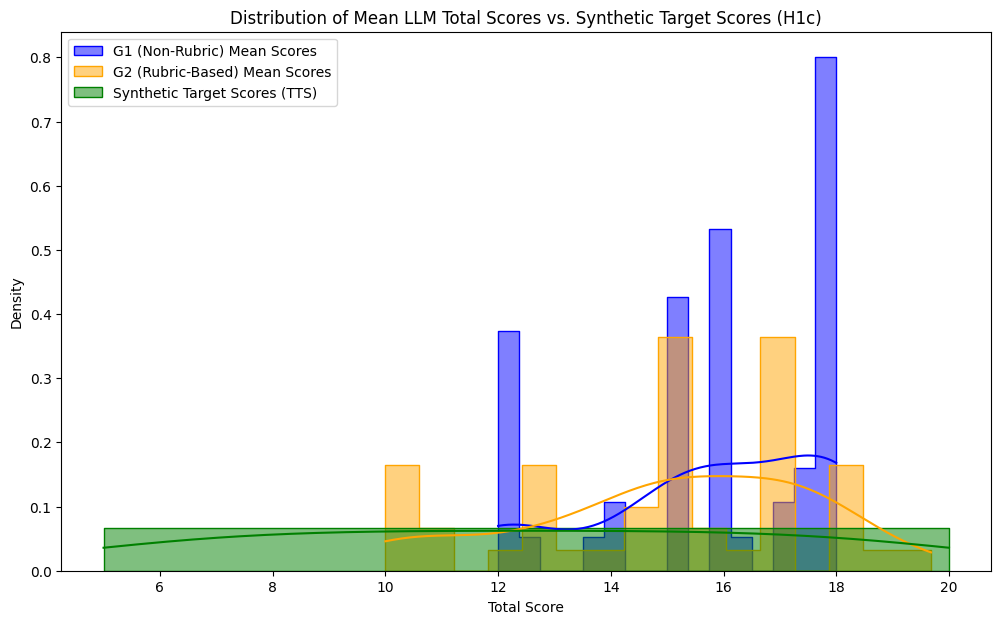 Distribution of Mean LLM Total Scores vs. Synthetic Target Scores (H1c)
G1 (Non-Rubric) Mean Scores
G2 (Rubric-Based) Mean Scores
Synthetic Target Scores (TTS)
Density
0.8
0.7
0.6
0.5
0.4
0.3
0.2
0.1
0.0
6 8 10 12 14 16 18 20
Total Score